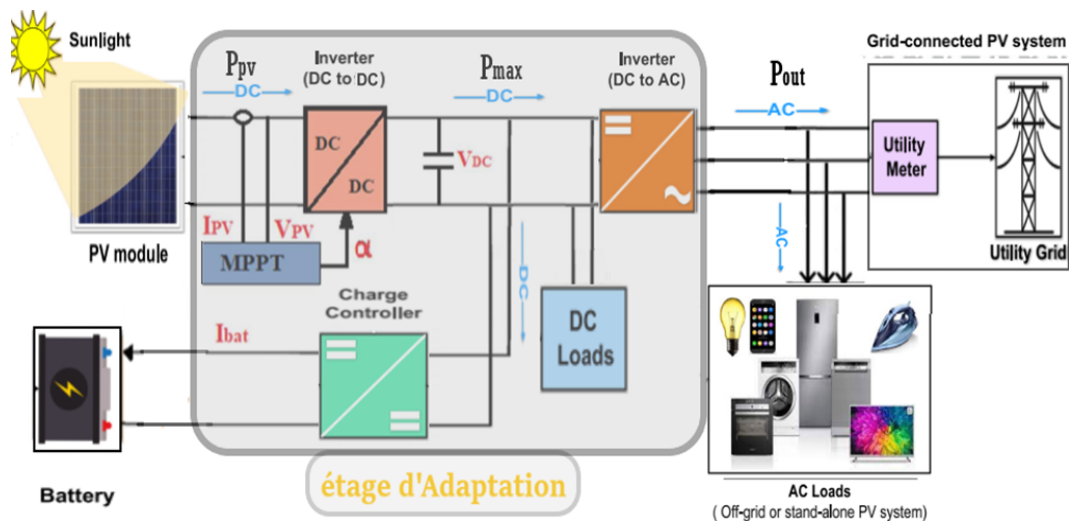 Sunlight
PV module
Ppv
DC
Inverter
(DC to DC)
DC
DC
IPV
VPV
MPPT
α
Pmax
DC
VDC
Inverter
(DC to AC)
DC
DC
Loads
Charge
Controller
Ibat
Battery
étage d'Adaptation
Pout
AC
AC
Grid-connected PV system
Utility
Meter
Utility Grid
AC Loads
( Off-grid or stand-alone PV system)